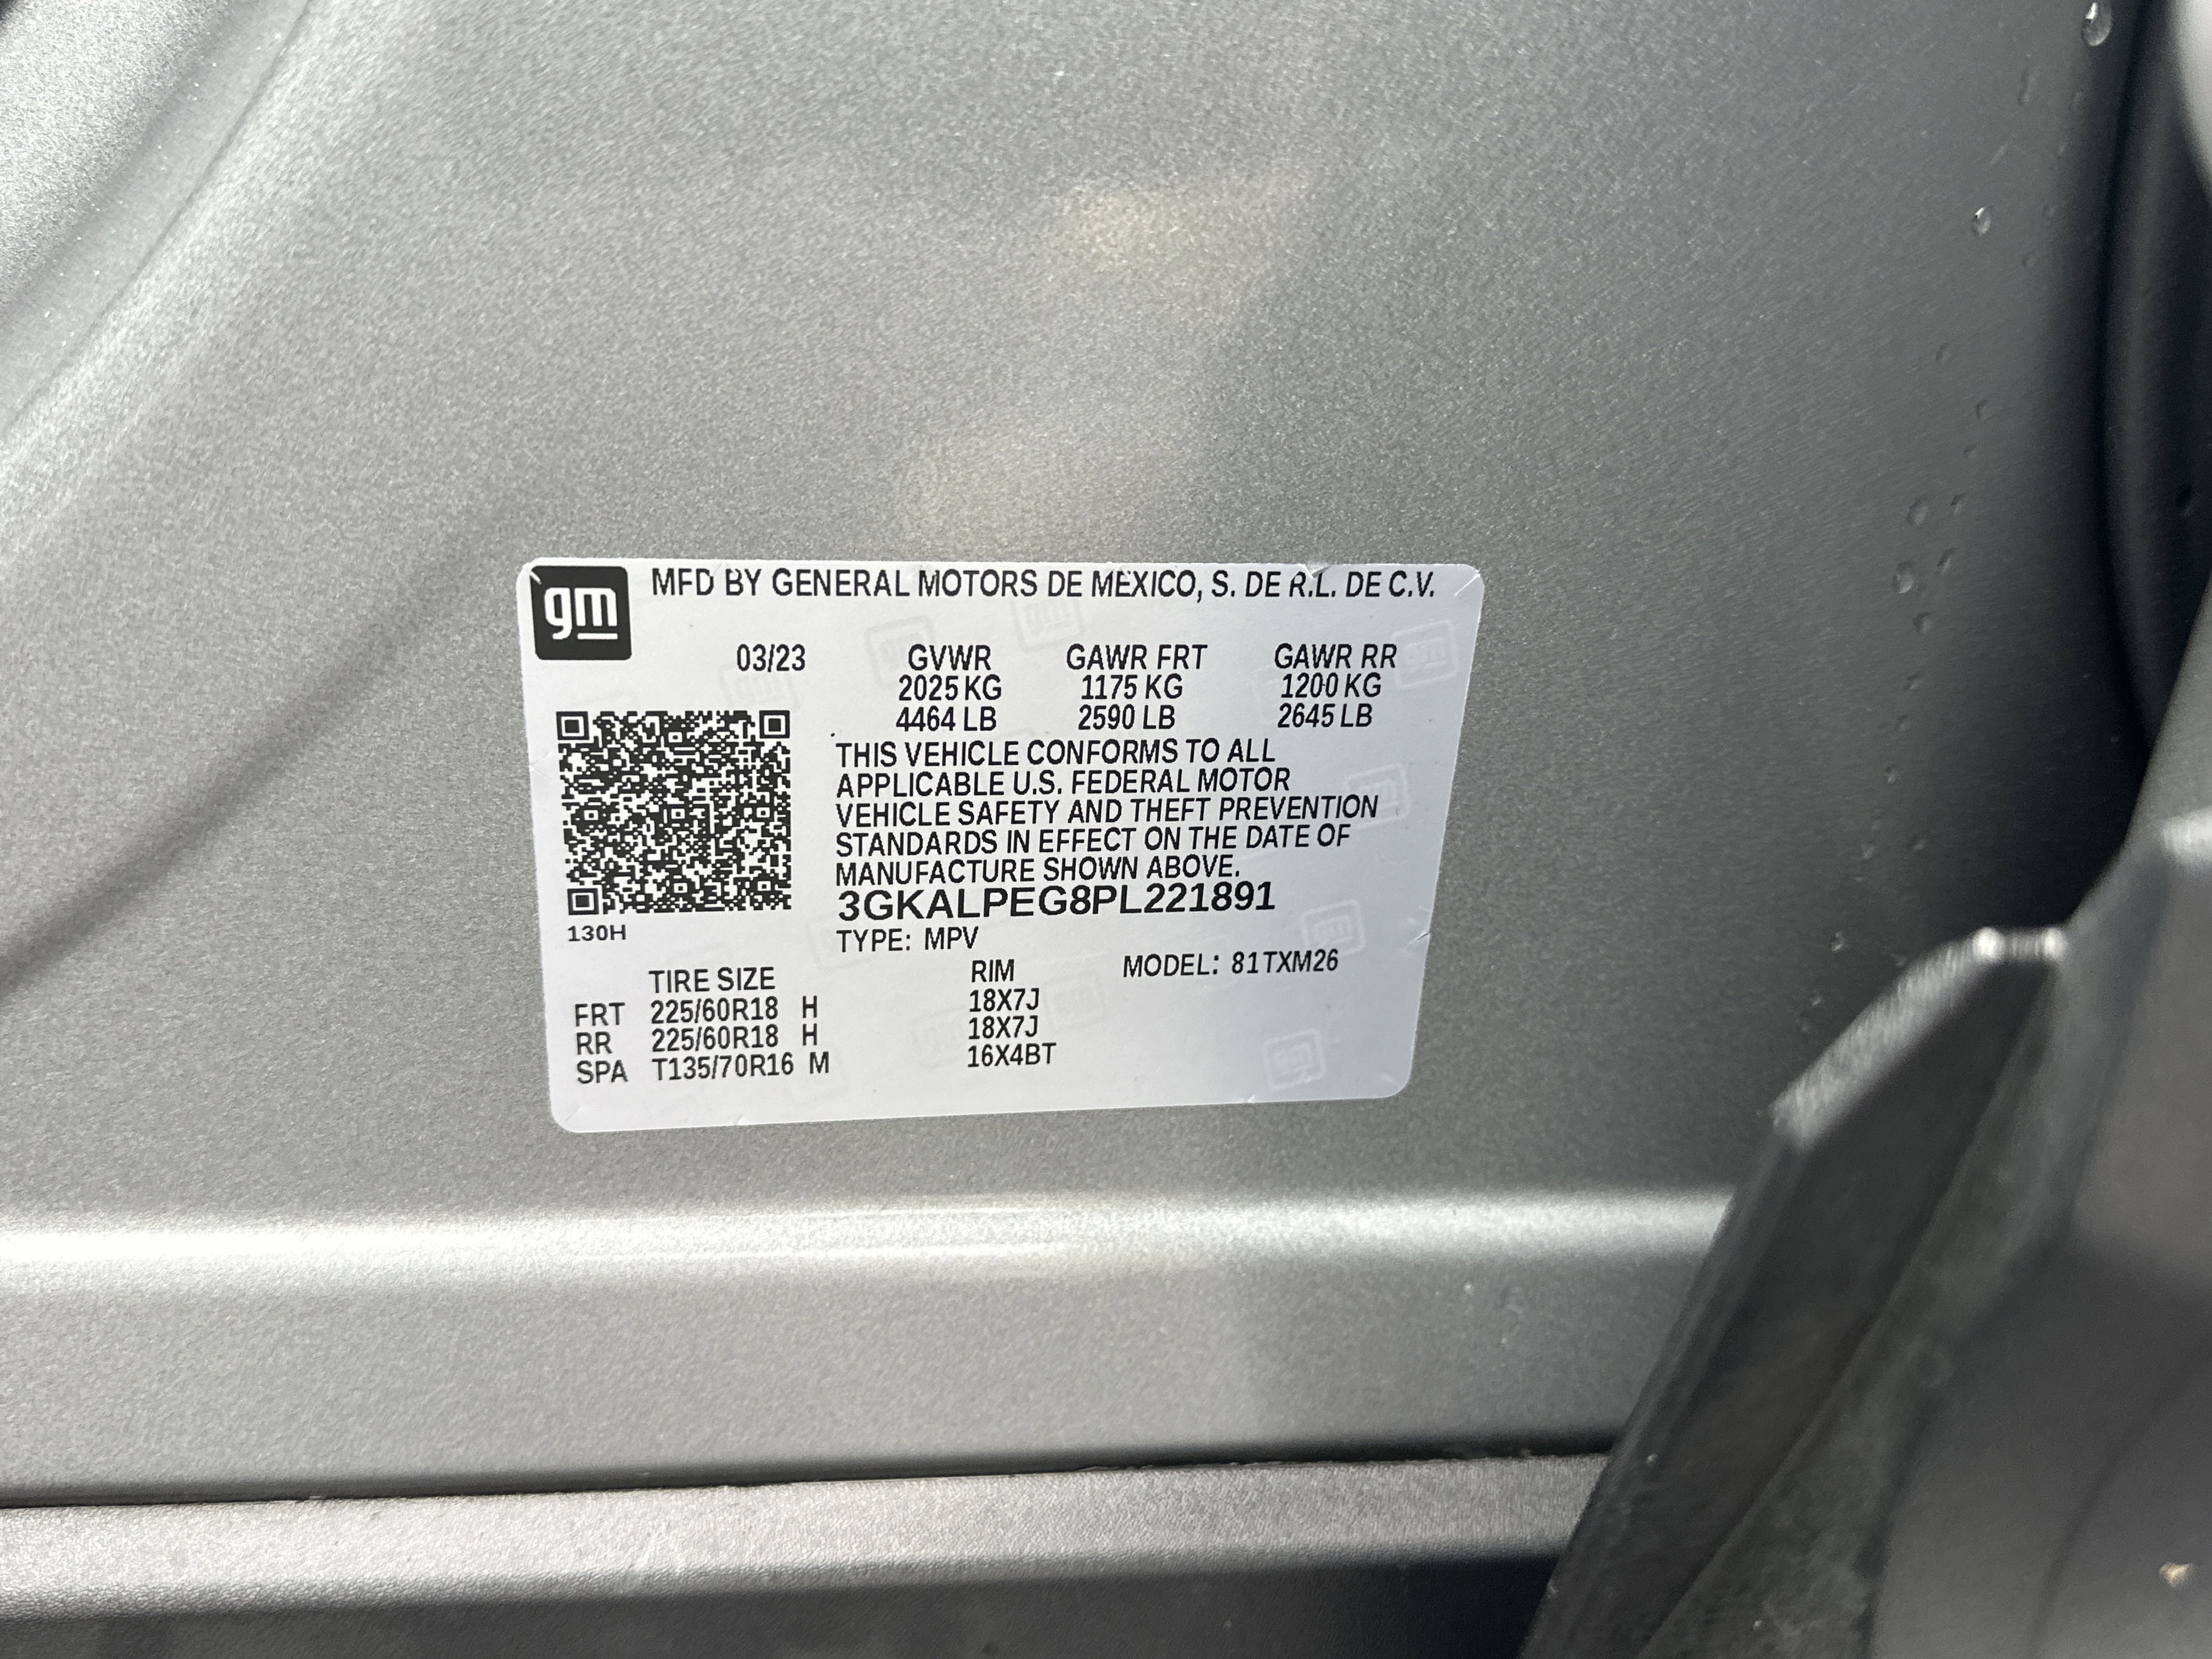 gm
MFD BY GENERAL MOTORS DE MEXICO, S. DE R.L. DE C.V.
03/23 GVWR GAWR FRT GAWR RR
2025 KG 1175 KG 1200 KG
4464 LB 2590 LB 2645 LB
THIS VEHICLE CONFORMS TO ALL
APPLICABLE U.S. FEDERAL MOTOR
VEHICLE SAFETY AND THEFT PREVENTION
STANDARDS IN EFFECT ON THE DATE OF
MANUFACTURE SHOWN ABOVE.
3GKALPEG8PL221891
130H
TYPE: MPV
TIRE SIZE RIM MODEL: 81TXM26
FRT 225/60R18 H 18X7J
RR 225/60R18 H 18X7J
SPA T135/70R16 M 16X4BT